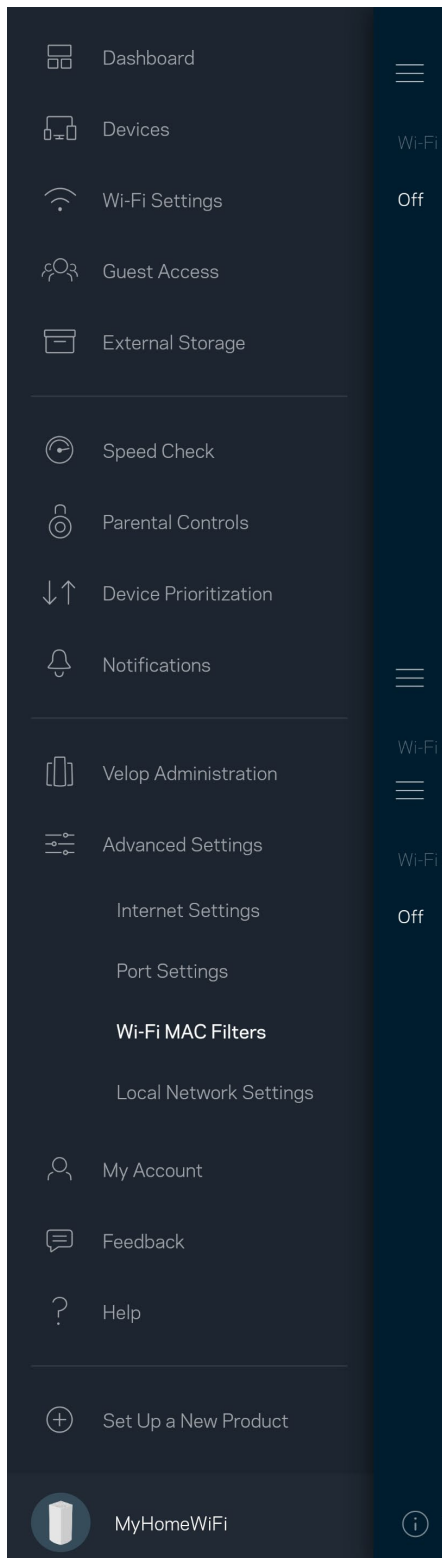 Dashboard
Devices
Wi-Fi Settings
Guest Access
External Storage
Speed Check
Parental Controls
Device Prioritization
Notifications
Velop Administration
Advanced Settings
Internet Settings
Port Settings
Wi-Fi MAC Filters
Local Network Settings
My Account
Feedback
Help
Set Up a New Product
MyHomeWiFi
Wi-Fi
Off
Wi-Fi
Wi-Fi
Off